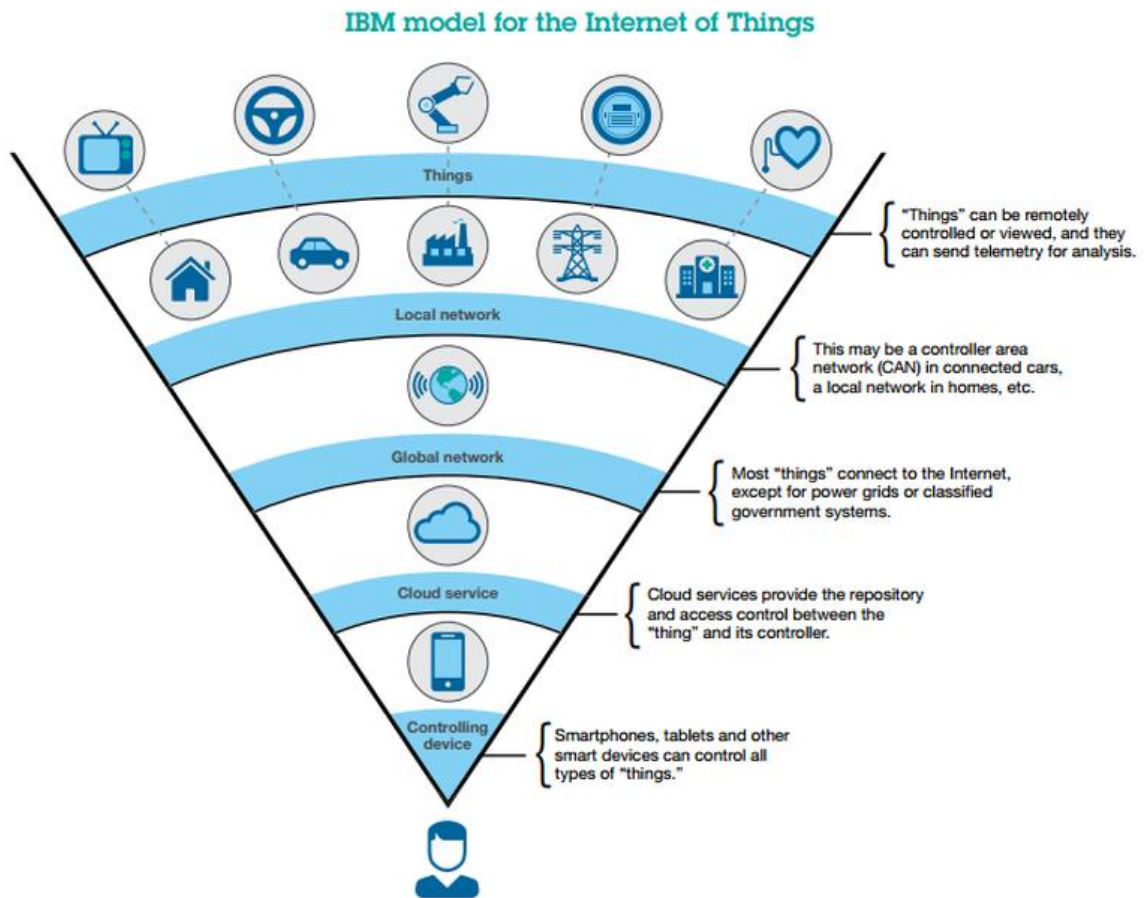 IBM model for the Internet of Things
Things
“Things” can be remotely
controlled or viewed, and they
can send telemetry for analysis.
Local network
This may be a controller area
network (CAN) in connected cars,
a local network in homes, etc.
Global network
Most “things” connect to the Internet,
except for power grids or classified
government systems.
Cloud service
Cloud services provide the repository
and access control between the
“thing” and its controller.
Controlling
device
Smartphones, tablets and other
smart devices can control all
types of “things.”